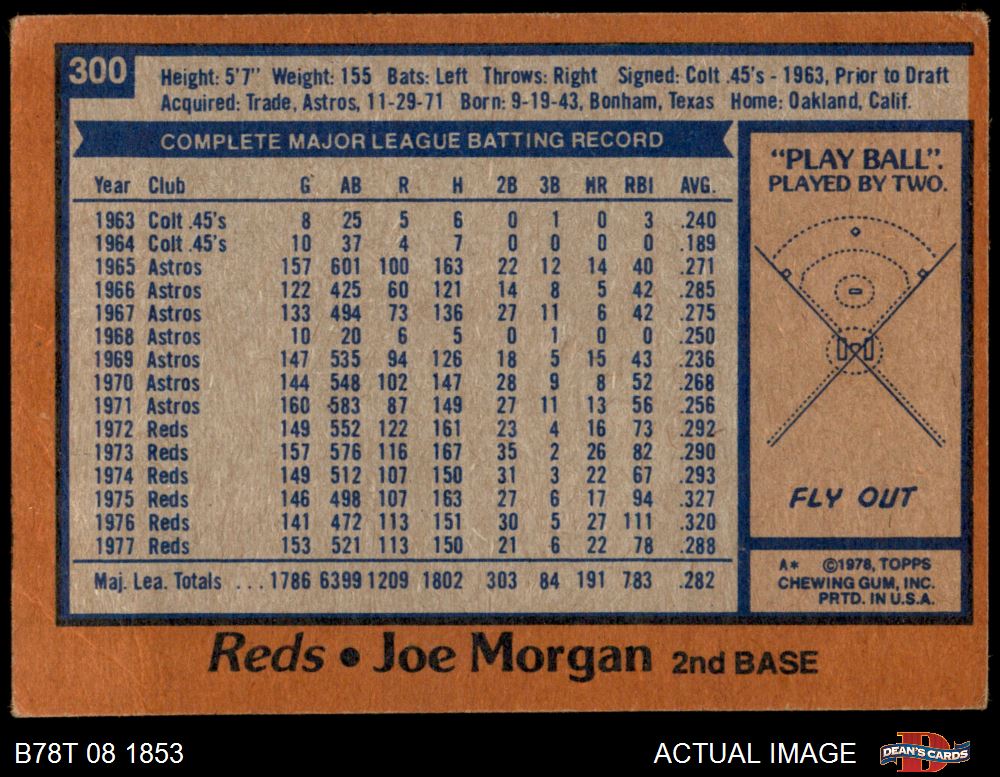 300
Height: 5'7" Weight: 155 Bats: Left Throws: Right Signed: Colt .45's - 1963, Prior to Draft
Acquired: Trade, Astros, 11-29-71 Born: 9-19-43, Bonham, Texas Home: Oakland, Calif.
COMPLETE MAJOR LEAGUE BATTING RECORD
Year Club G AB R H 2B 3B HR RBI AVG.
1963 Colt .45's 8 25 5 6 0 1 0 3 .240
1964 Colt .45's 10 37 4 7 0 0 0 0 .189
1965 Astros 157 601 100 163 22 12 14 40 .271
1966 Astros 122 425 60 121 14 8 5 42 .285
1967 Astros 133 494 73 136 27 11 6 42 .275
1968 Astros 10 20 6 5 0 1 0 0 .250
1969 Astros 147 535 94 126 18 5 15 43 .236
1970 Astros 144 548 102 147 28 9 8 52 .268
1971 Astros 160 583 87 149 27 11 13 56 .256
1972 Reds 149 552 122 161 23 4 16 73 .292
1973 Reds 157 576 116 167 35 2 26 82 .290
1974 Reds 149 512 107 150 31 3 22 67 .293
1975 Reds 146 498 107 163 27 6 17 94 .327
1976 Reds 141 472 113 151 30 5 27 111 .320
1977 Reds 153 521 113 150 21 6 22 78 .288
Maj. Lea. Totals ... 1786 6399 1209 1802 303 84 191 783 .282
"PLAY BALL".
PLAYED BY TWO.
FLY OUT
A* ©1978, TOPPS
CHEWING GUM, INC.
PRTD. IN U.S.A.
Reds • Joe Morgan 2nd BASE
B78T 08 1853
ACTUAL IMAGE
D
DEAN'S CARDS